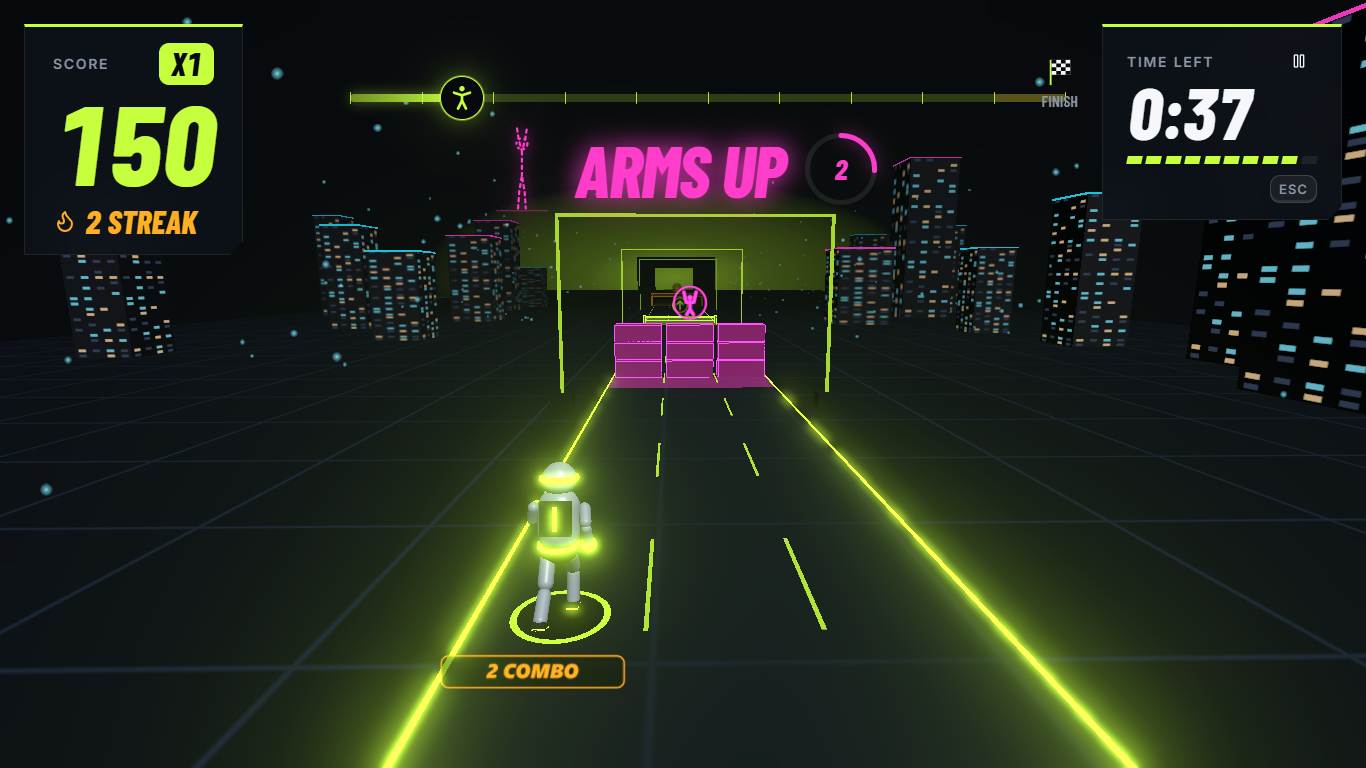 SCORE
X1
150
2 STREAK
FINISH
TIME LEFT
0:37
ESC
ARMS UP
2
2 COMBO